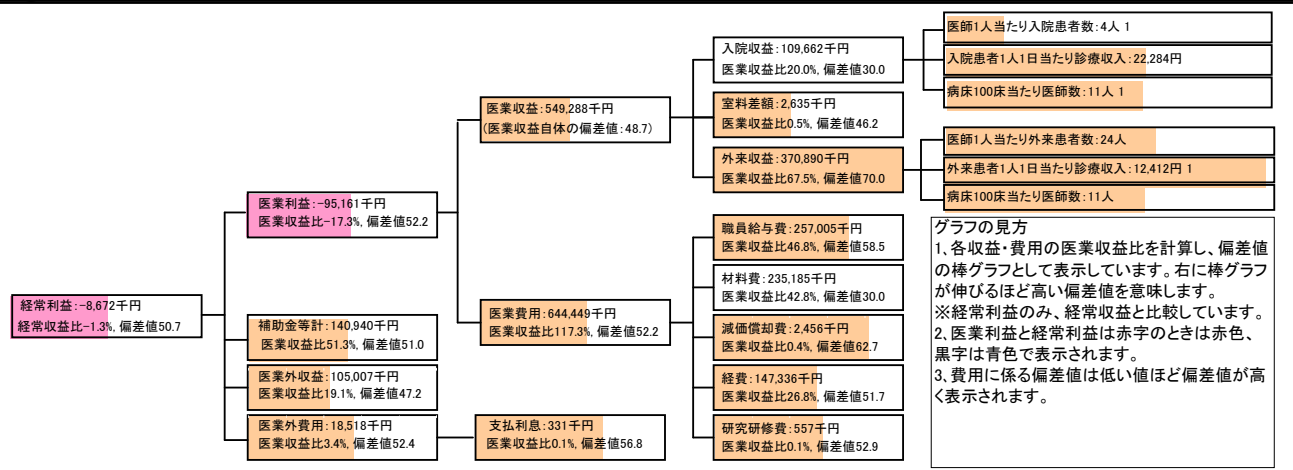 経常利益:-8,672千円
経常収益比-1.3%, 偏差値50.7
医業利益:-95,161千円
医業収益比-17.3%, 偏差値52.2
補助金等計:140,940千円
医業収益比51.3%, 偏差値51.0
医業外収益:105,007千円
医業収益比19.1%, 偏差値47.2
医業外費用:18,518千円
医業収益比3.4%, 偏差値52.4
医業収益:549,288千円
(医業収益自体の偏差値:48.7)
医業費用:644,449千円
医業収益比117.3%, 偏差値52.2
支払利息:331千円
医業収益比0.1%, 偏差値56.8
入院収益:109,662千円
医業収益比20.0%, 偏差値30.0
室料差額:2,635千円
医業収益比0.5%, 偏差値46.2
外来収益:370,890千円
医業収益比67.5%, 偏差値70.0
職員給与費:257,005千円
医業収益比46.8%, 偏差値58.5
材料費:235,185千円
医業収益比42.8%, 偏差値30.0
減価償却費:2,456千円
医業収益比0.4%, 偏差値62.7
経費:147,336千円
医業収益比26.8%, 偏差値51.7
研究研修費:557千円
医業収益比0.1%, 偏差値52.9
医師1人当たり入院患者数:4人 1
入院患者1人1日当たり診療収入:22,284円
病床100床当たり医師数:11人 1
医師1人当たり外来患者数:24人
外来患者1人1日当たり診療収入:12,412円 1
病床100床当たり医師数:11人
グラフの見方
1、各収益・費用の医業収益比を計算し、偏差値
の棒グラフとして表示しています。右に棒グラフ
が伸びるほど高い偏差値を意味します。
※経常利益のみ、経常収益と比較しています。
2、医業利益と経常利益は赤字のときは赤色、
黒字は青色で表示されます。
3、費用に係る偏差値は低い値ほど偏差値が高
く表示されます。